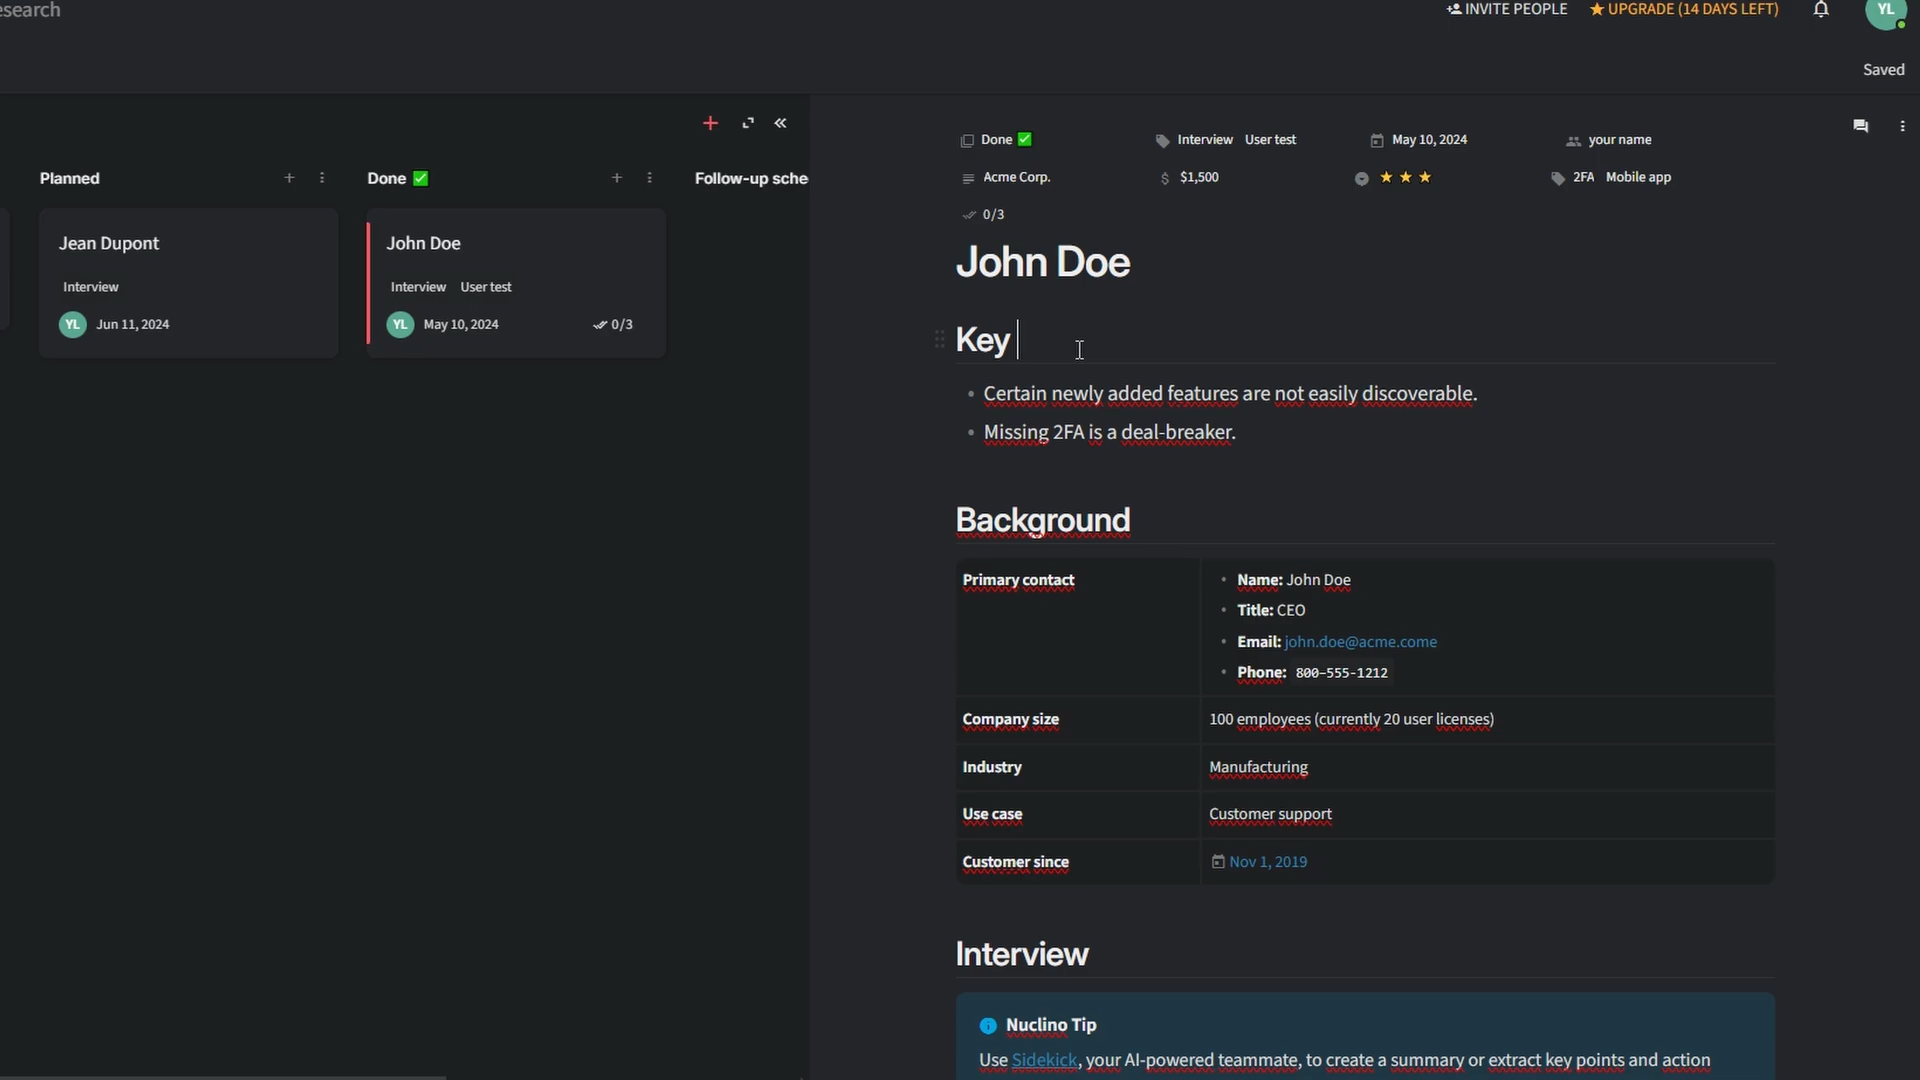 esearch
INVITE PEOPLE
UPGRADE (14 DAYS LEFT)
YL
Saved
Planned
Done ✅
Follow-up sche
Jean Dupont
Interview
YL Jun 11, 2024
John Doe
Interview User test
YL May 10, 2024 0/3
Done ✅ Interview User test May 10, 2024 your name
Acme Corp. $1,500 ★ ★ ★ 2FA Mobile app
0/3
John Doe
Key
• Certain newly added features are not easily discoverable.
• Missing 2FA is a deal-breaker.
Background
Primary contact
• Name: John Doe
• Title: CEO
• Email: john.doe@acme.come
• Phone: 800-555-1212
Company size 100 employees (currently 20 user licenses)
Industry Manufacturing
Use case Customer support
Customer since Nov 1, 2019
Interview
Nuclino Tip
Use Sidekick, your AI-powered teammate, to create a summary or extract key points and action